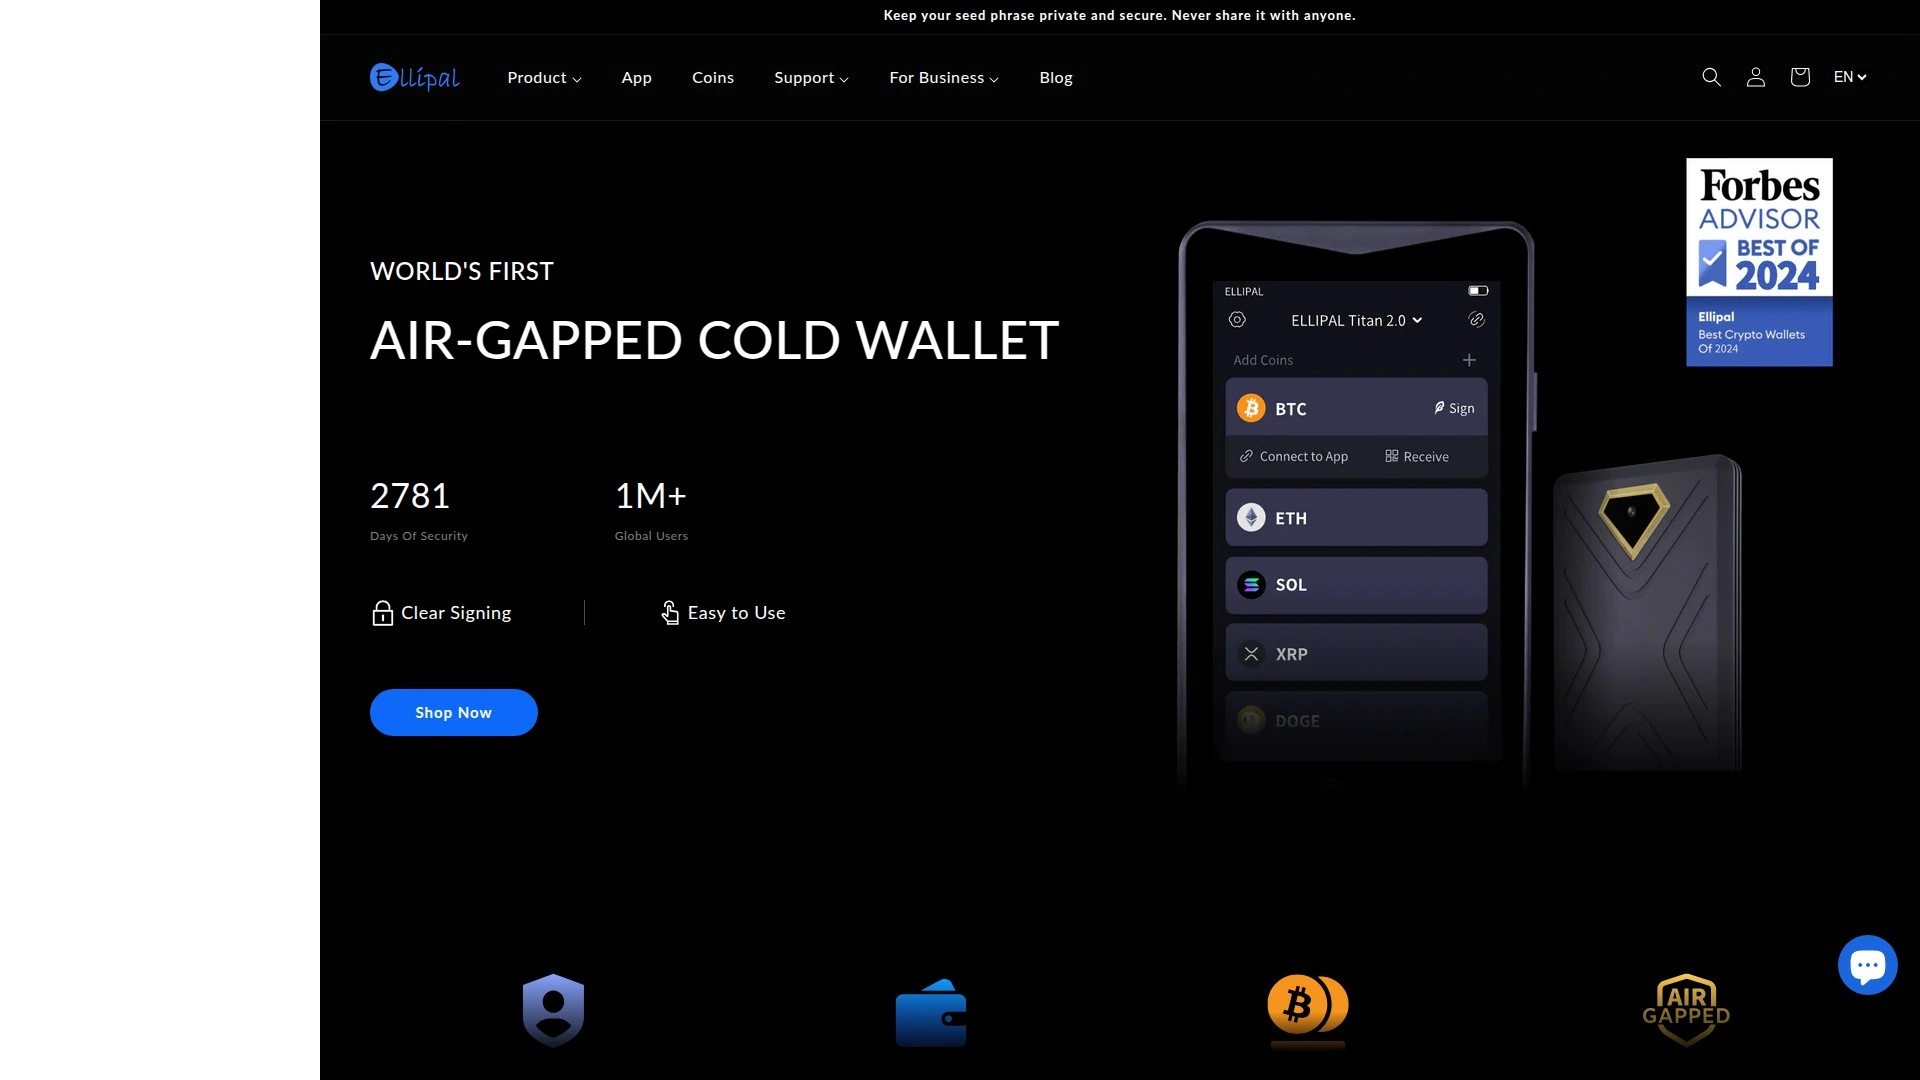 Keep your seed phrase private and secure. Never share it with anyone.
Ellipal
Product
App
Coins
Support
For Business
Blog
EN
WORLD'S FIRST
AIR-GAPPED COLD WALLET
2781
Days Of Security
1M+
Global Users
Clear Signing
Easy to Use
Shop Now
ELLIPAL
ELLIPAL Titan 2.0
Add Coins
BTC
Sign
Connect to App
Receive
ETH
SOL
XRP
DOGE
Forbes
ADVISOR
BEST OF
2024
Ellipal
Best Crypto Wallets
Of 2024
AIR
GAPPED